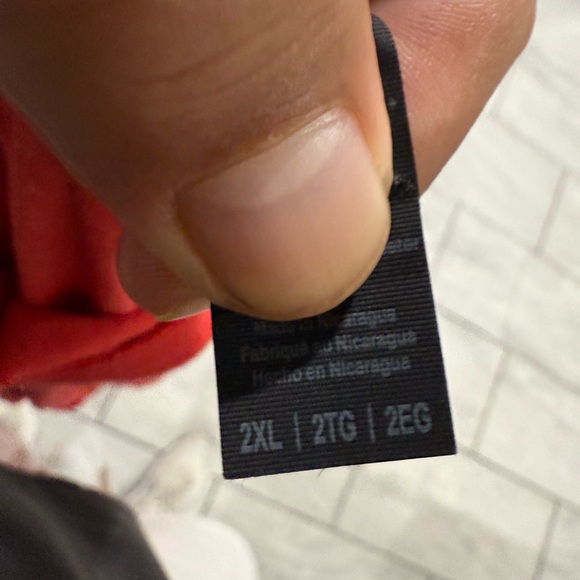 Made in Nicaragua
Fabriqué au Nicaragua
Hecho en Nicaragua
2XL | 2TG | 2EG